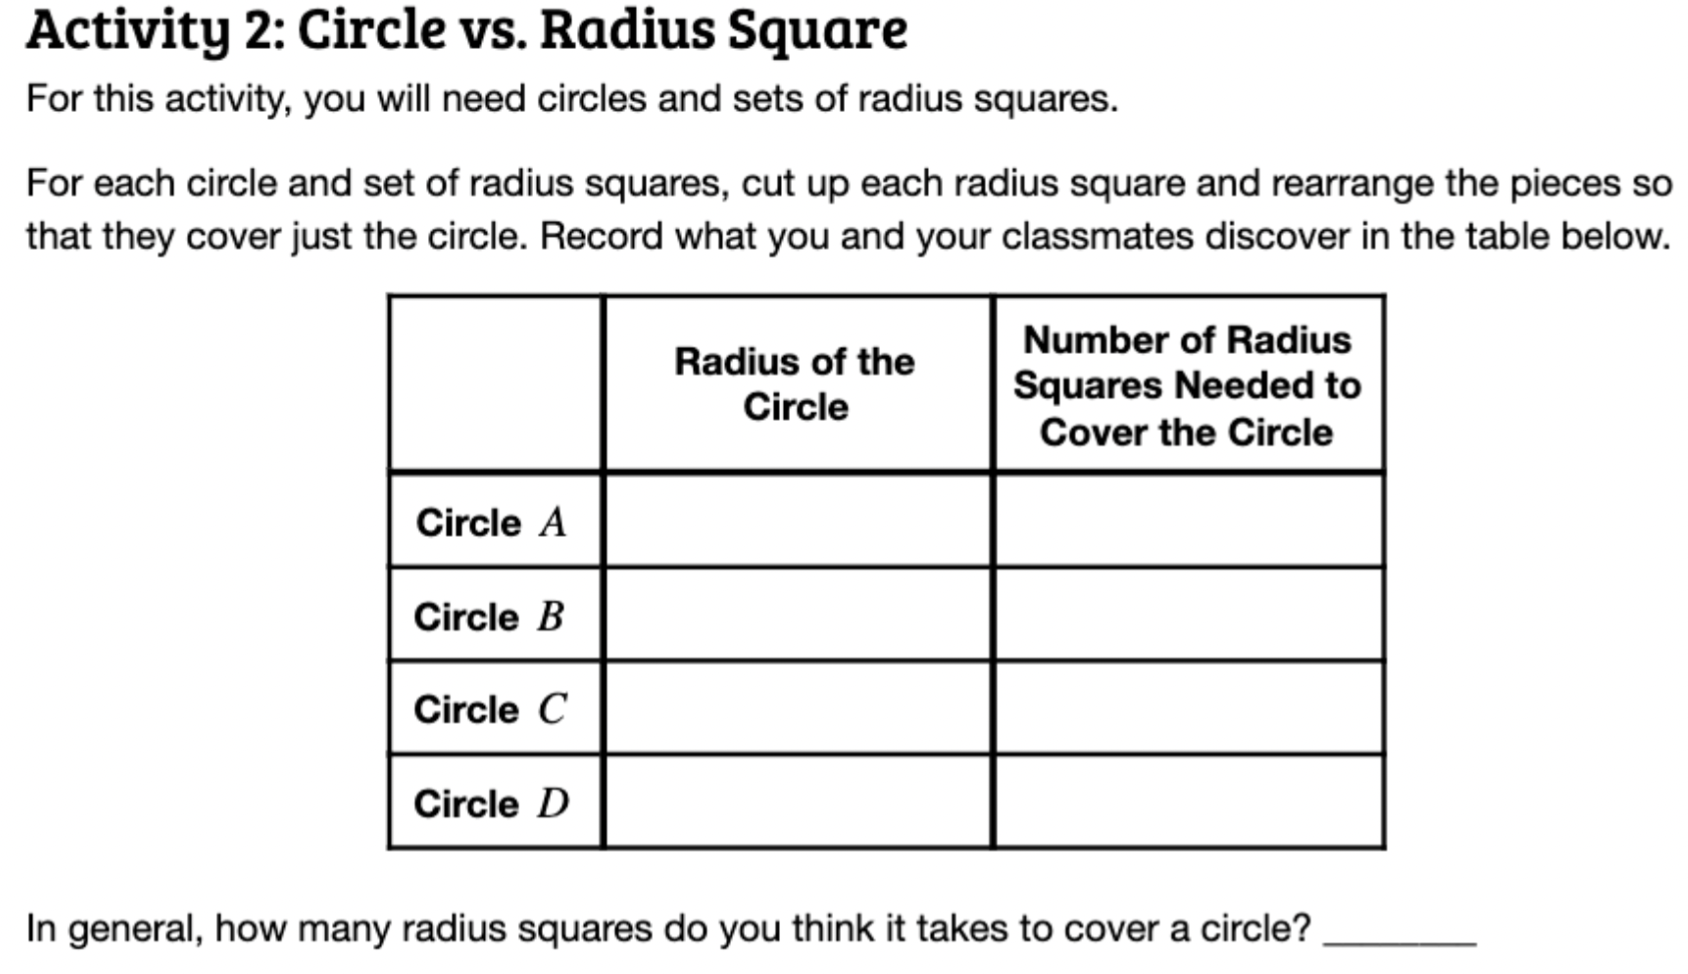 Activity 2: Circle vs. Radius Square
For this activity, you will need circles and sets of radius squares.
For each circle and set of radius squares, cut up each radius square and rearrange the pieces so
that they cover just the circle. Record what you and your classmates discover in the table below.
Radius of the
Circle
Number of Radius
Squares Needed to
Cover the Circle
Circle A
Circle B
Circle C
Circle D
In general, how many radius squares do you think it takes to cover a circle? ________